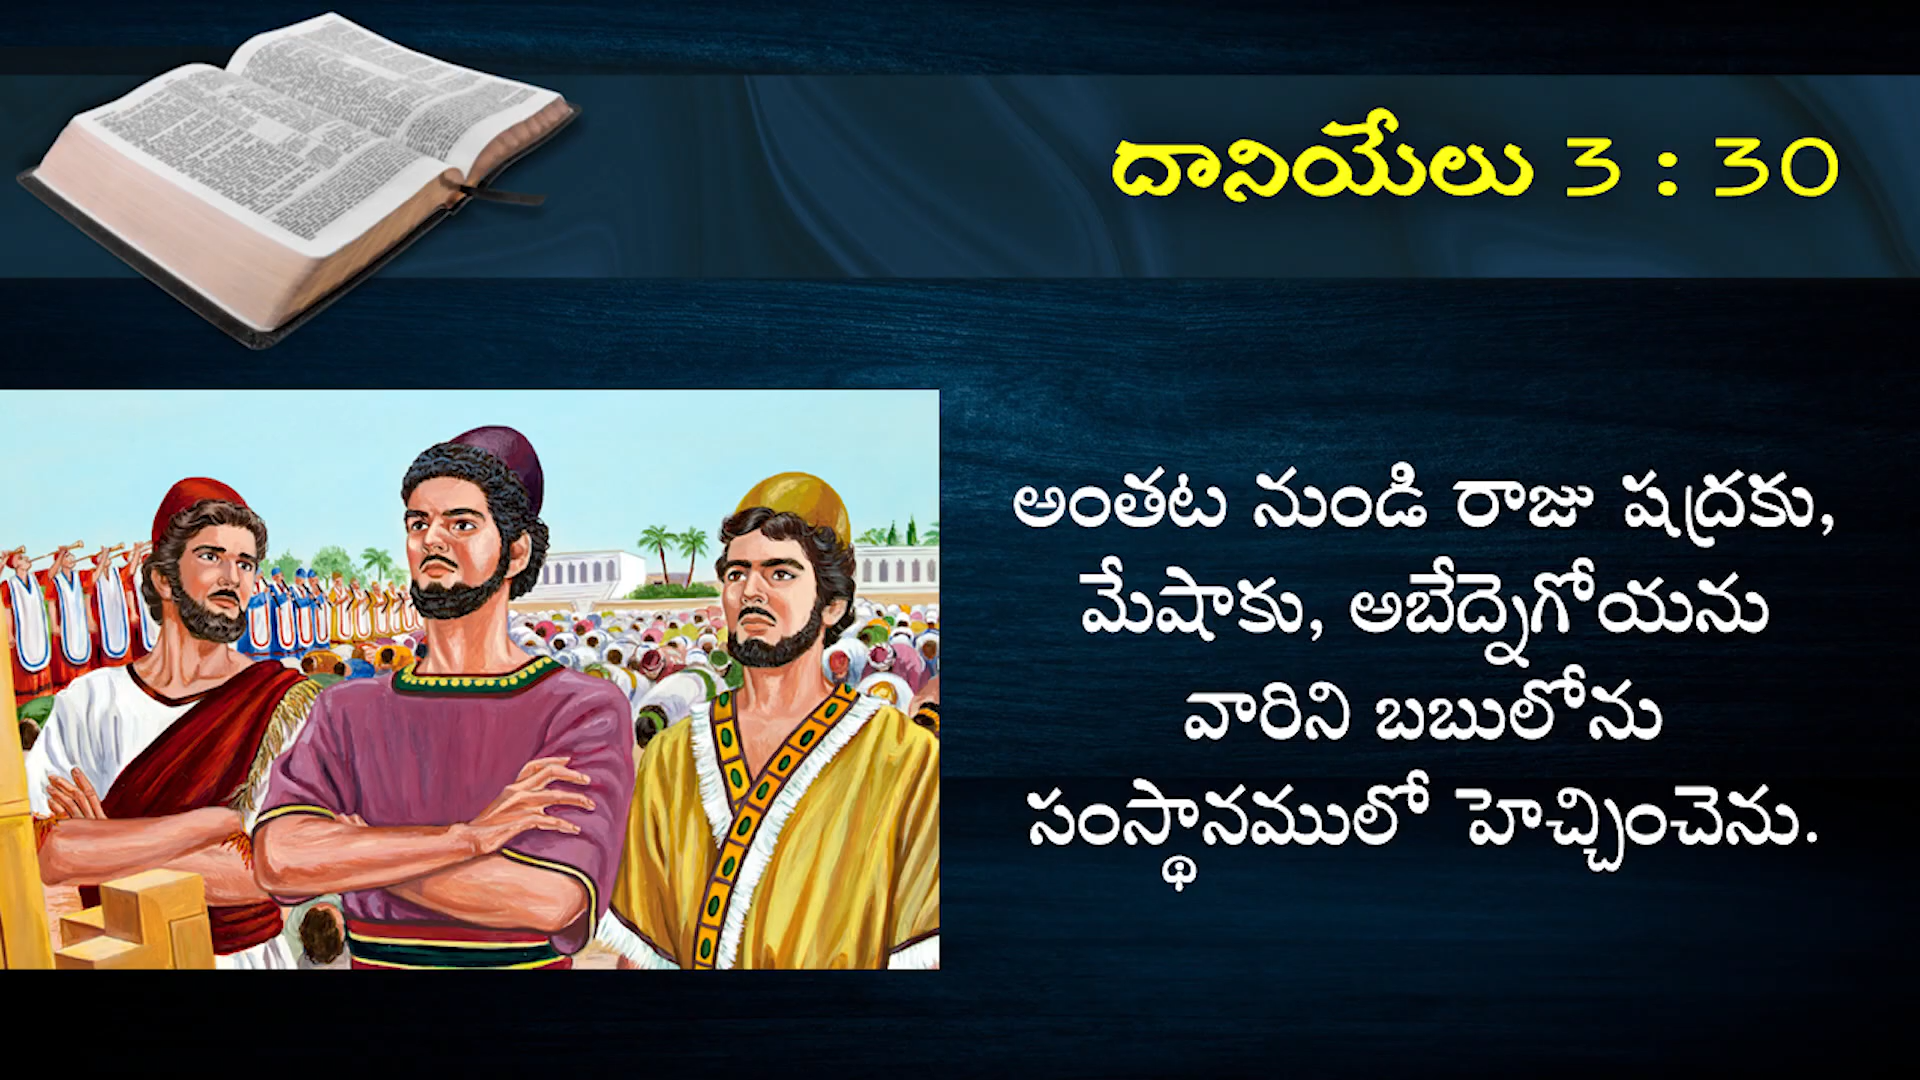 దానియేలు 3 : 30
అంతట నుండి రాజు షద్రకు,
మేషాకు, అబేద్నెగోయను
వారిని బబులోను
సంస్థానములో హెచ్చించెను.